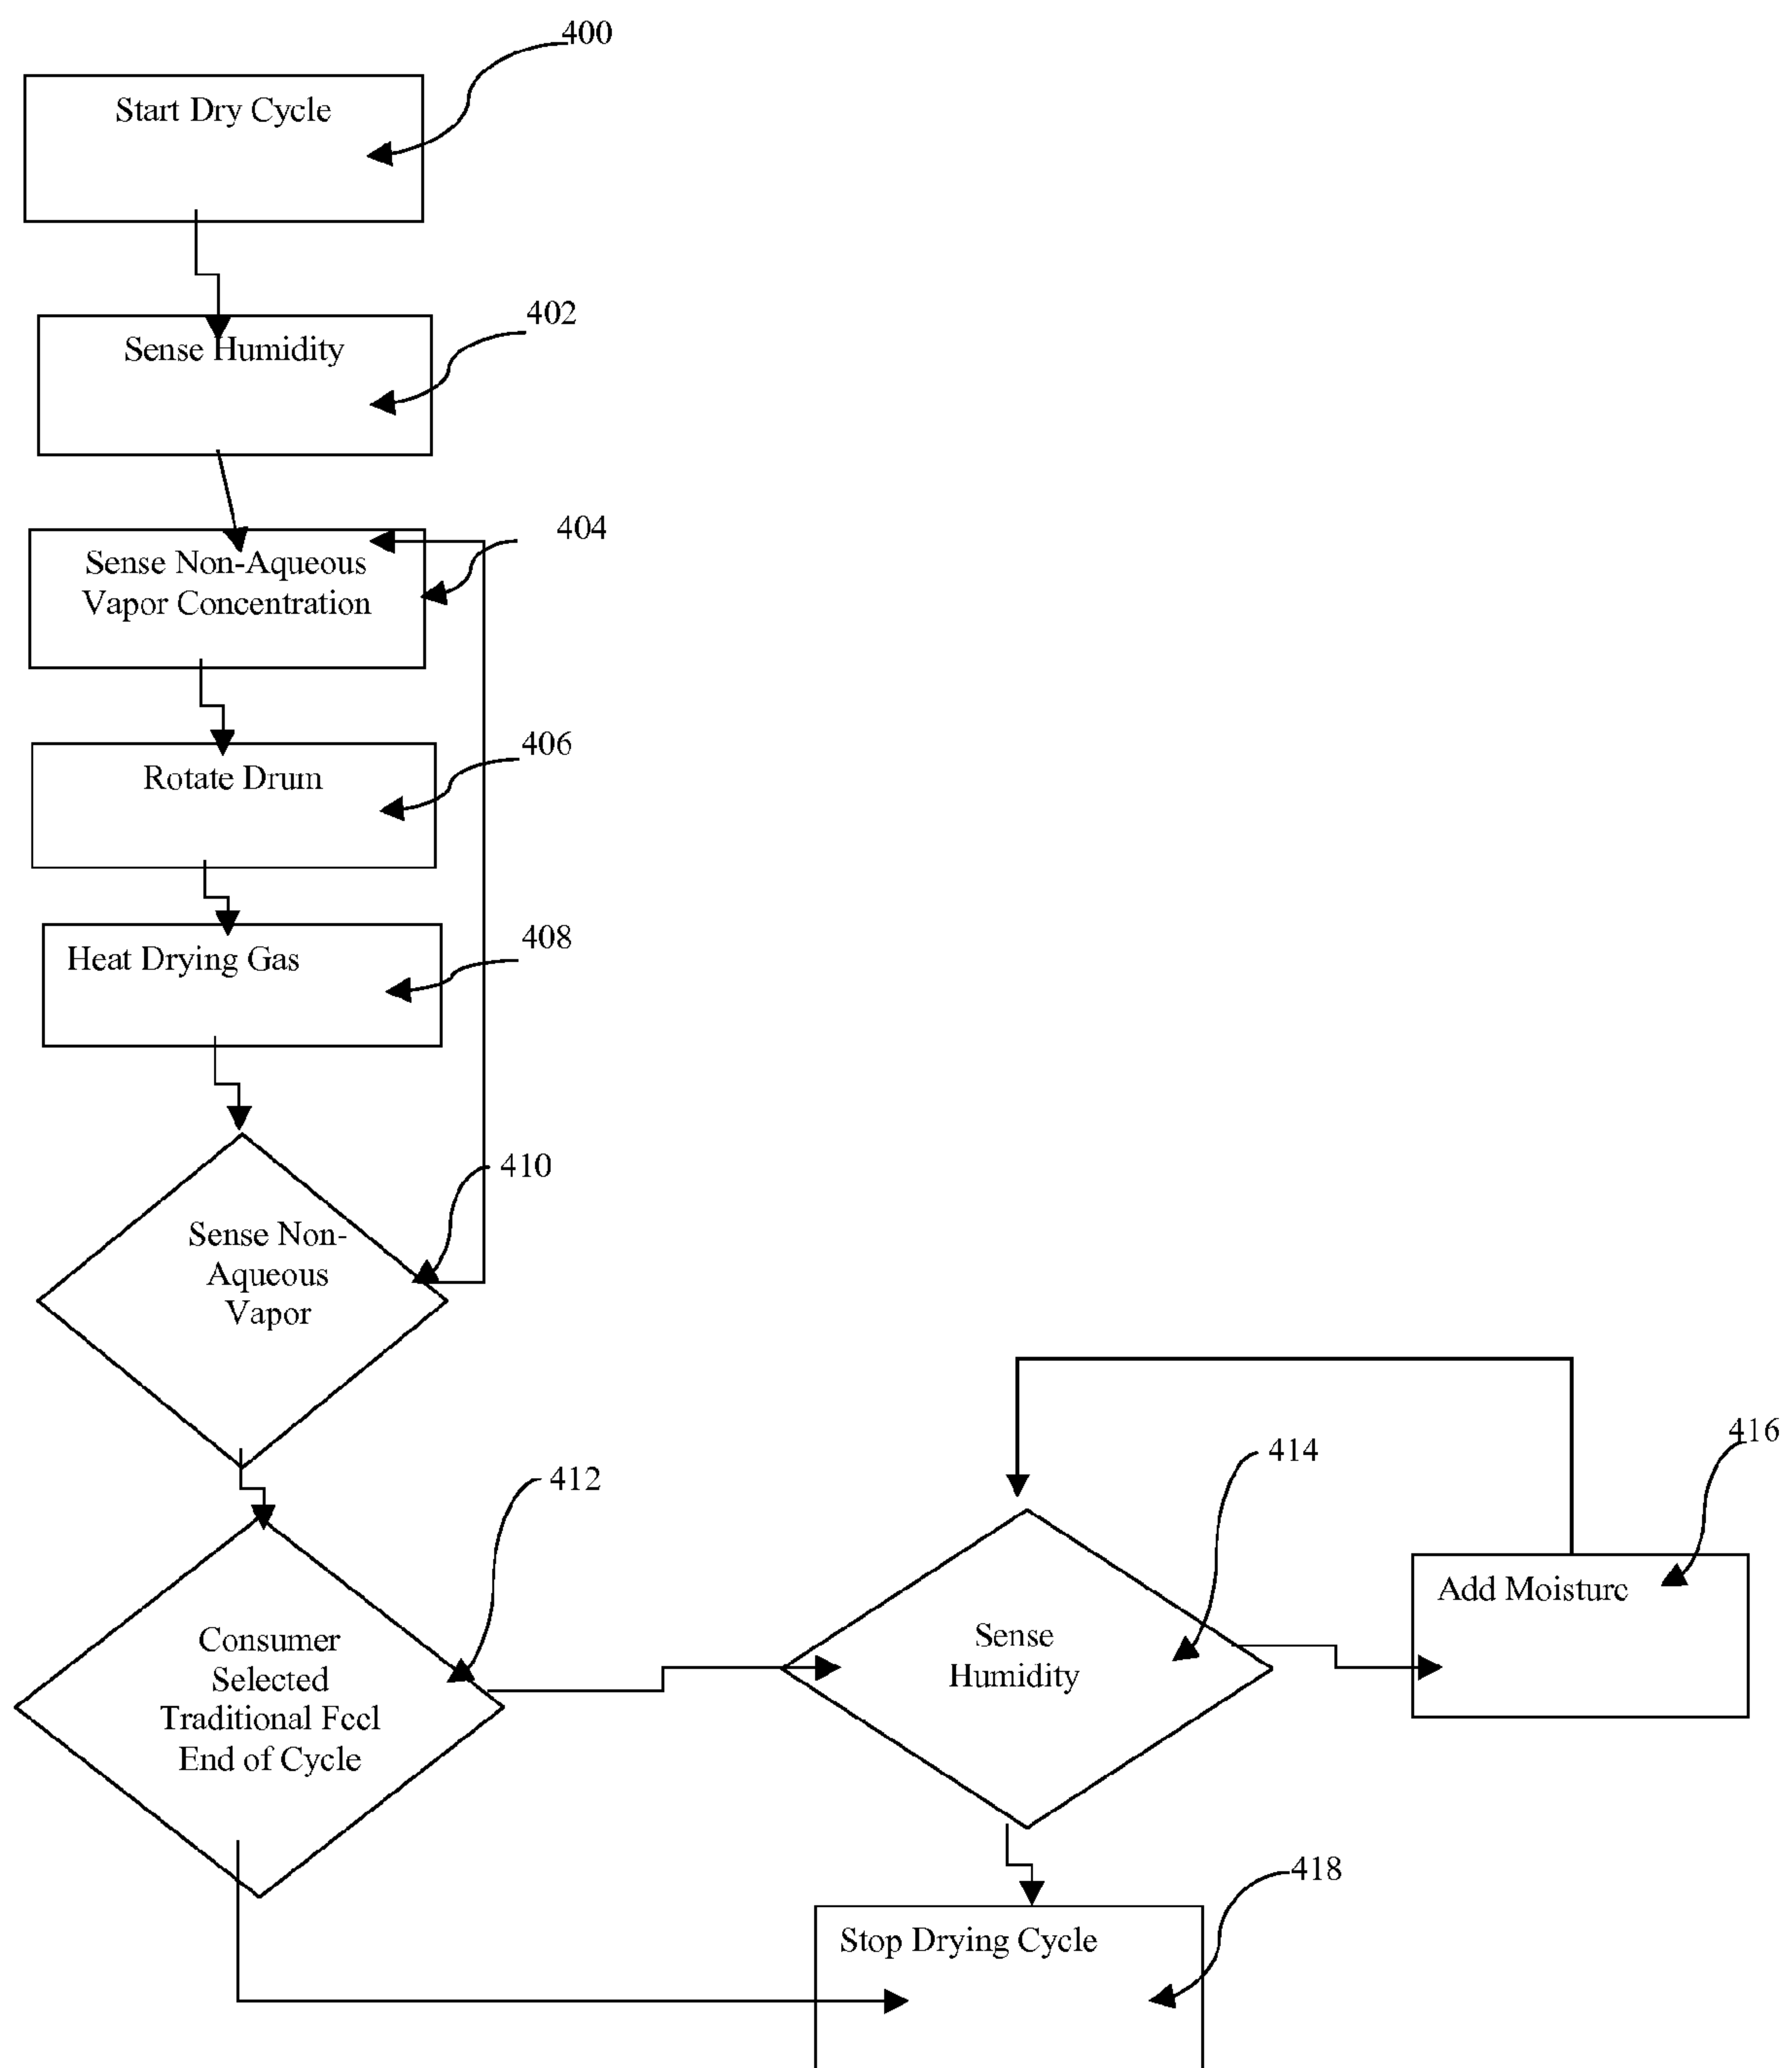 400
Start Dry Cycle
402
Sense Humidity
404
Sense Non-Aqueous
Vapor Concentration
406
Rotate Drum
408
Heat Drying Gas
410
Sense Non-
Aqueous
Vapor
412
Consumer
Selected
Traditional Feel
End of Cycle
414
Sense
Humidity
416
Add Moisture
418
Stop Drying Cycle